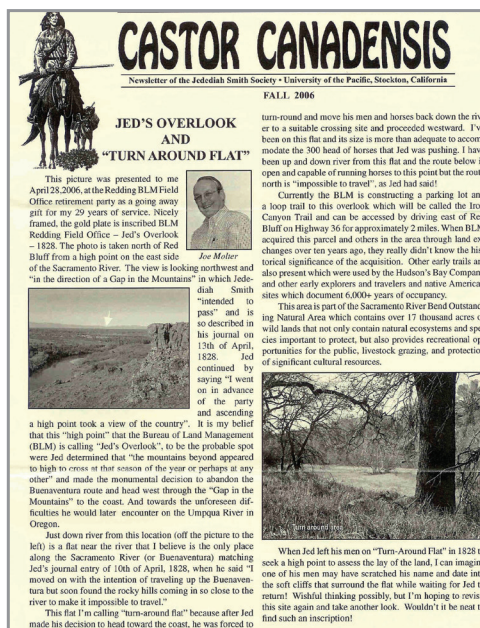 CASTOR CANADENSIS
Newsletter of the Jedediah Smith Society • University of the Pacific, Stockton, California
FALL 2006
JED'S OVERLOOK
AND
"TURN AROUND FLAT"
This picture was presented to me
April 28,2006, at the Redding BLM Field
Office retirement party as a going away
gift for my 29 years of service. Nicely
framed, the gold plate is inscribed BLM
Redding Field Office – Jed's Overlook
– 1828. The photo is taken north of Red
Bluff from a high point on the east side
Joe Molter
of the Sacramento River. The view is looking northwest and
"in the direction of a Gap in the Mountains" in which Jede-
diah Smith
"intended to
pass" and is
so described in
his journal on
13th of April,
1828. Jed
continued by
saying "I went
on in advance
of the party
and ascending
a high point took a view of the country". It is my belief
that this "high point" that the Bureau of Land Management
(BLM) is calling "Jed's Overlook", to be the probable spot
were Jed determined that "the mountains beyond appeared
to high to cross at that season of the year or perhaps at any
other" and made the monumental decision to abandon the
Buenaventura route and head west through the "Gap in the
Mountains" to the coast. And towards the unforeseen dif-
ficulties he would later encounter on the Umpqua River in
Oregon.
Just down river from this location (off the picture to the
left) is a flat near the river that I believe is the only place
along the Sacramento River (or Buenaventura) matching
Jed's journal entry of 10th of April, 1828, when he said "I
moved on with the intention of traveling up the Buenaven-
tura but soon found the rocky hills coming in so close to the
river to make it impossible to travel."
This flat I'm calling "turn-around flat" because after Jed
made his decision to head toward the coast, he was forced to
turn-round and move his men and horses back down the riv
er to a suitable crossing site and proceeded westward. I'v
been on this flat and its size is more than adequate to accom
modate the 300 head of horses that Jed was pushing. I hav
been up and down river from this flat and the route below i
open and capable of running horses to this point but the rout
north is "impossible to travel", as Jed had said!
Currently the BLM is constructing a parking lot an
a loop trail to this overlook which will be called the Iro
Canyon Trail and can be accessed by driving east of Re
Bluff on Highway 36 for approximately 2 miles. When BLM
acquired this parcel and others in the area through land ex
changes over ten years ago, they really didn't know the his
torical significance of the acquisition. Other early trails ar
also present which were used by the Hudson's Bay Compan
and other early explorers and travelers and native America
sites which document 6,000+ years of occupancy.
This area is part of the Sacramento River Bend Outstand
ing Natural Area which contains over 17 thousand acres o
wild lands that not only contain natural ecosystems and spe
cies important to protect, but also provides recreational op
portunities for the public, livestock grazing, and protectio
of significant cultural resources.
Turn around area
When Jed left his men on "Turn-Around Flat" in 1828 t
seek a high point to assess the lay of the land, I can imagin
one of his men may have scratched his name and date int
the soft cliffs that surround the flat while waiting for Jed t
return! Wishful thinking possibly, but I'm hoping to revis
this site again and take another look. Wouldn't it be neat t
find such an inscription!